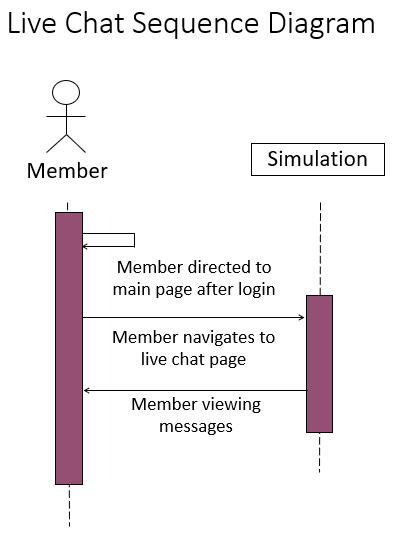 Live Chat Sequence Diagram
Member
Simulation
Member directed to
main page after login
Member navigates to
live chat page
Member viewing
messages